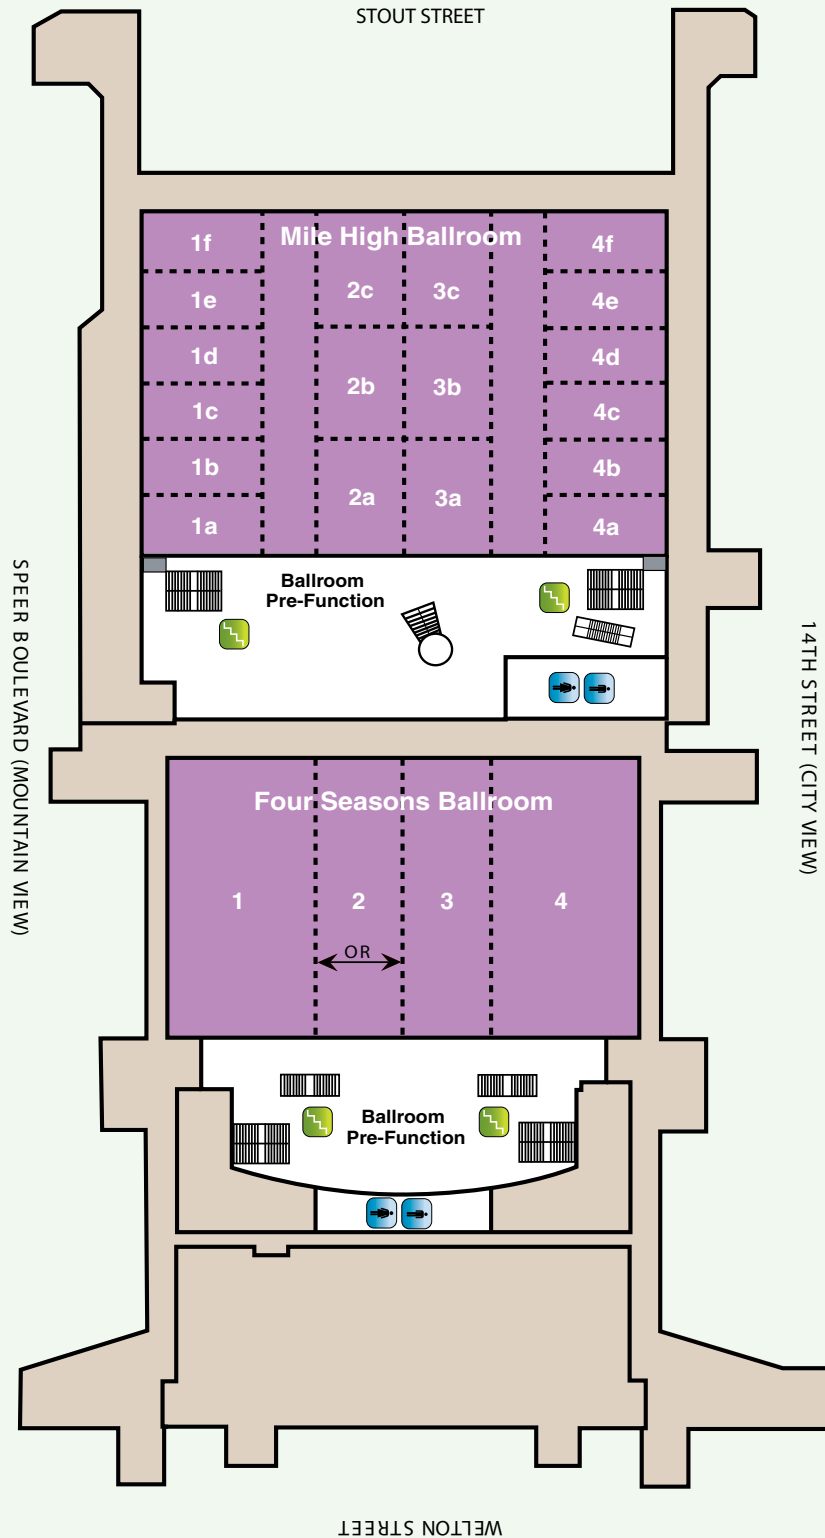 STOUT STREET
Mile High Ballroom
1f
4f
2c
3c
1e
4e
1d
4d
2b
3b
1c
4c
1b
4b
2a
3a
1a
4a
Ballroom
Pre-Function
SPEER BOULEVARD (MOUNTAIN VIEW)
14TH STREET (CITY VIEW)
Four Seasons Ballroom
1
2
3
4
OR
Ballroom
Pre-Function
WELTON STREET